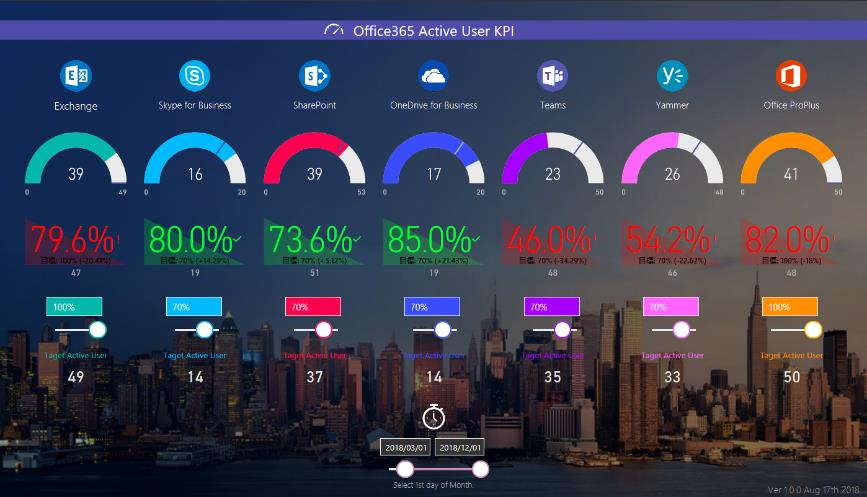 Office365 Active User KPI
Exchange
Skype for Business
SharePoint
OneDrive for Business
Teams
Yammer
Office ProPlus
39
0
49
16
0
20
39
0
53
17
0
20
23
0
50
26
0
48
41
0
50
79.6%!
目標: 100% (-20.41%)
47
80.0%
目標: 70% (+14.29%)
19
73.6%
目標: 70% (+5.12%)
51
85.0%
目標: 70% (+21.43%)
19
46.0%!
目標: 70% (-34.29%)
48
54.2%!
目標: 70% (-22.62%)
46
82.0%!
目標: 100% (-18%)
48
100%
70%
70%
70%
70%
70%
100%
Taget Active User
49
Taget Active User
14
Taget Active User
37
Taget Active User
14
Taget Active User
35
Taget Active User
33
Taget Active User
50
2018/03/01
2018/12/01
Select 1st day of Month.
Ver 1.0.0 Aug 17th 2018